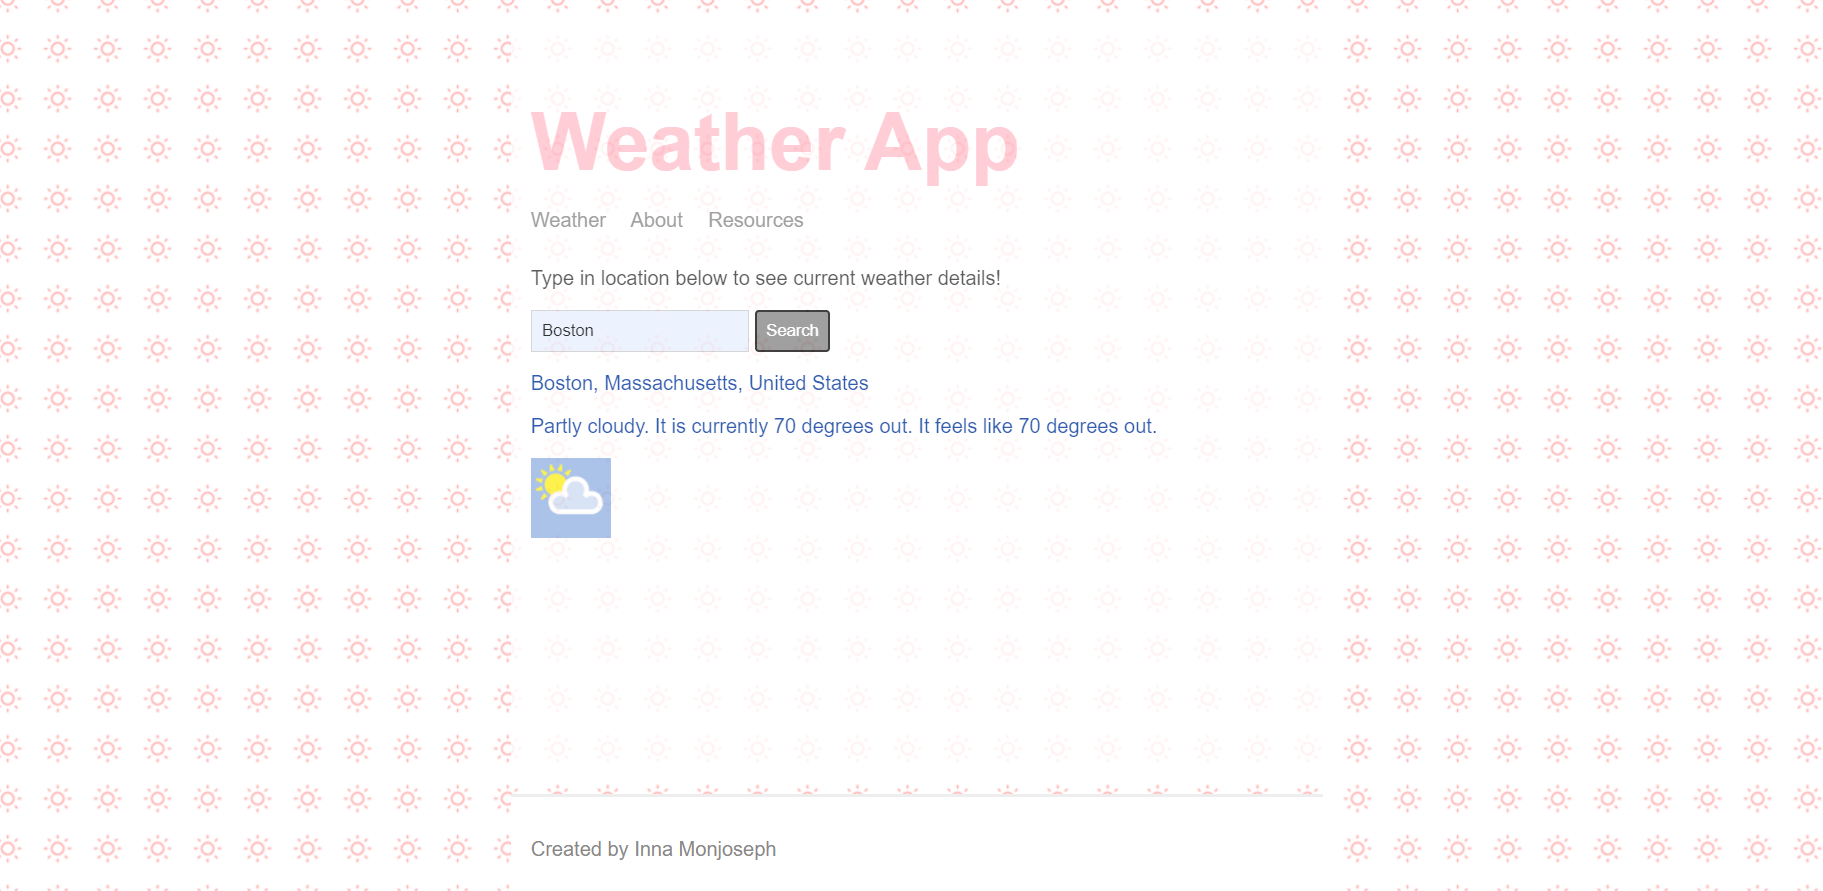 Weather App
Weather About Resources
Type in location below to see current weather details!
Boston Search
Boston, Massachusetts, United States
Partly cloudy. It is currently 70 degrees out. It feels like 70 degrees out.
Created by Inna Monjoseph